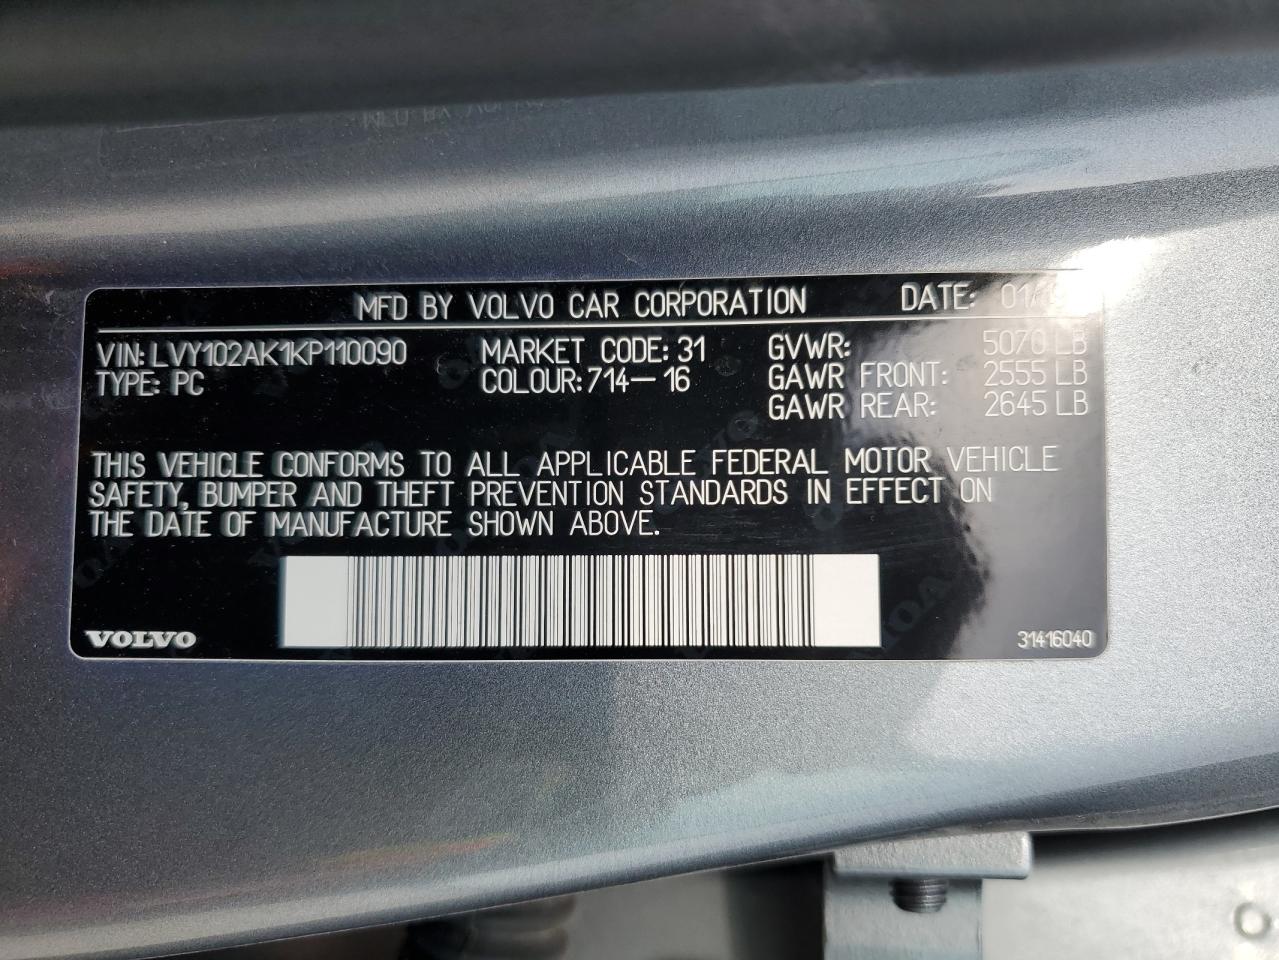 MFD BY VOLVO CAR CORPORATION DATE:
VIN: LVY102AK1KP110090 MARKET CODE: 31 GVWR: 5070 LB
TYPE: PC COLOUR: 714-16 GAWR FRONT: 2555 LB
GAWR REAR: 2645 LB
THIS VEHICLE CONFORMS TO ALL APPLICABLE FEDERAL MOTOR VEHICLE
SAFETY, BUMPER AND THEFT PREVENTION STANDARDS IN EFFECT ON
THE DATE OF MANUFACTURE SHOWN ABOVE.
VOLVO 31416040